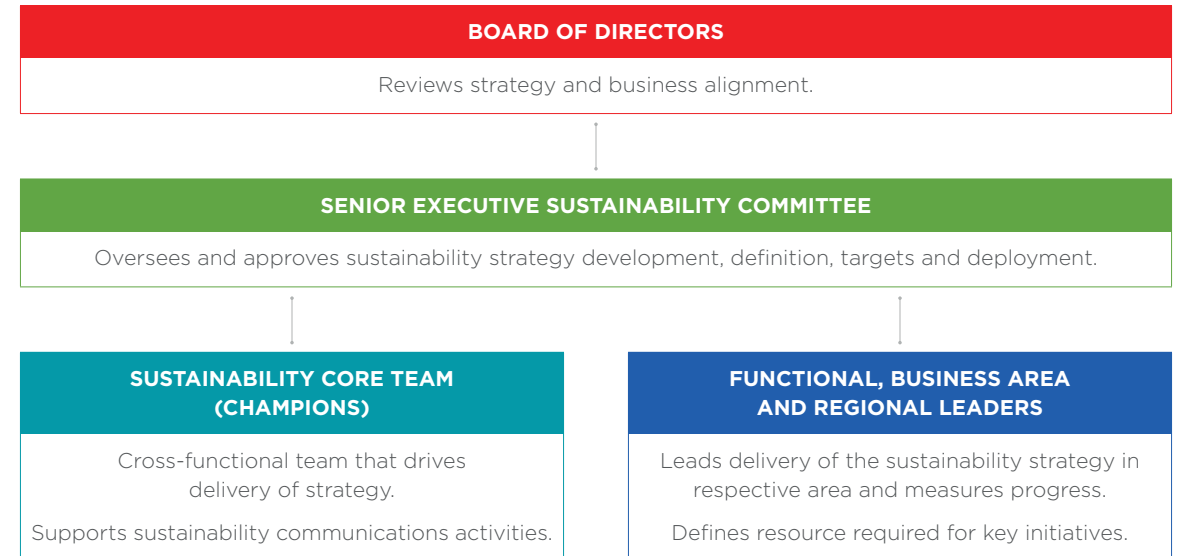 BOARD OF DIRECTORS
Reviews strategy and business alignment.
SENIOR EXECUTIVE SUSTAINABILITY COMMITTEE
Oversees and approves sustainability strategy development, definition, targets and deployment.
SUSTAINABILITY CORE TEAM
(CHAMPIONS)
Cross-functional team that drives
delivery of strategy.
Supports sustainability communications activities.
FUNCTIONAL, BUSINESS AREA
AND REGIONAL LEADERS
Leads delivery of the sustainability strategy in
respective area and measures progress.
Defines resource required for key initiatives.